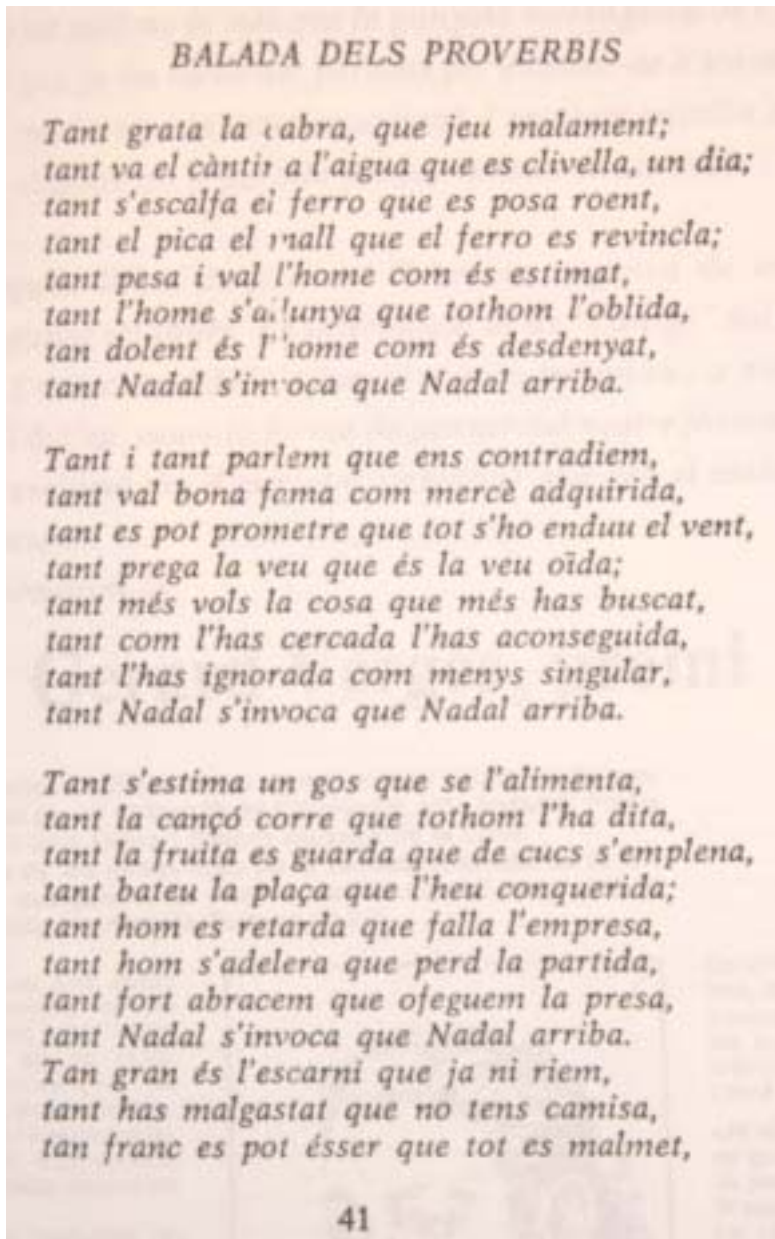 BALADA DELS PROVERBIS
Tant grata la cabra, que jeu malament;
tant va el càntir a l'aigua que es clivella, un dia;
tant s'escalfa el ferro que es posa roent,
tant el pica el mall que el ferro es revincla;
tant pesa i val l'home com és estimat,
tant l'home s'allunya que tothom l'oblida,
tan dolent és l'home com és desdenyat,
tant Nadal s'invoca que Nadal arriba.
Tant i tant parlem que ens contradiem,
tant val bona fama com mercè adquirida,
tant es pot prometre que tot s'ho enduu el vent,
tant prega la veu que és la veu oïda;
tant més vols la cosa que més has buscat,
tant com l'has cercada l'has aconseguida,
tant l'has ignorada com menys singular,
tant Nadal s'invoca que Nadal arriba.
Tant s'estima un gos que se l'alimenta,
tant la cançó corre que tothom l'ha dita,
tant la fruita es guarda que de cucs s'emplena,
tant bateu la plaça que l'heu conquerida;
tant hom es retarda que falla l'empresa,
tant hom s'adelera que perd la partida,
tant fort abracem que ofeguem la presa,
tant Nadal s'invoca que Nadal arriba.
Tan gran és l'escarni que ja ni riem,
tant has malgastat que no tens camisa,
tan franc es pot ésser que tot es malmet,
41